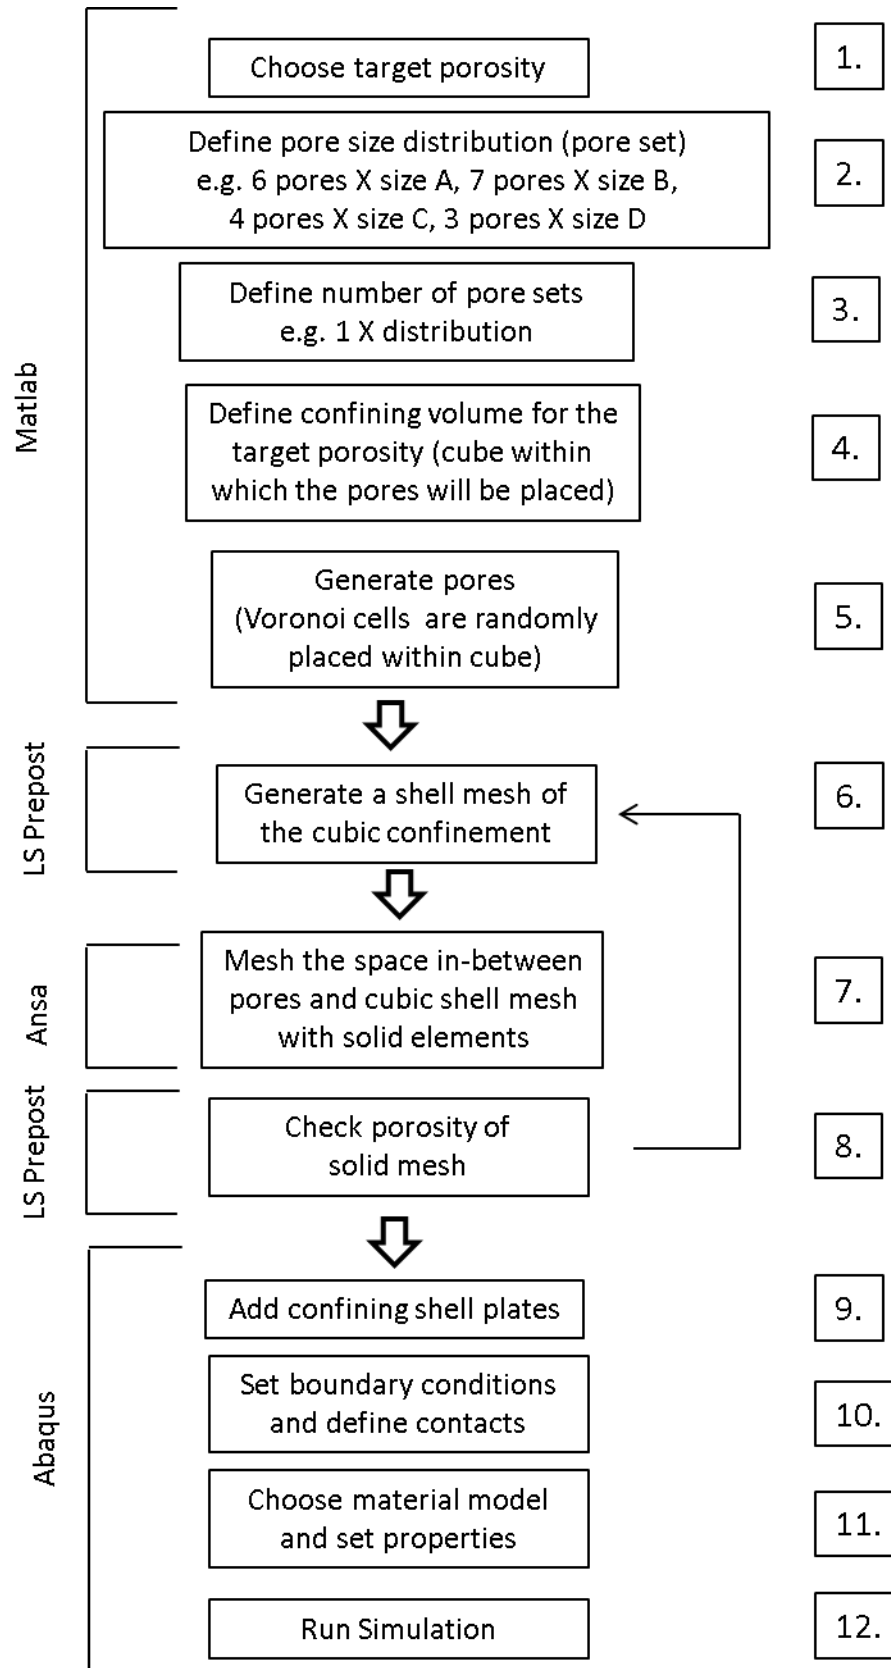 Choose target porosity
1.
Define pore size distribution (pore set)
e.g. 6 pores X size A, 7 pores X size B,
4 pores X size C, 3 pores X size D
2.
Define number of pore sets
e.g. 1 X distribution
3.
Matlab
Define confining volume for the
target porosity (cube within
which the pores will be placed)
4.
Generate pores
(Voronoi cells are randomly
placed within cube)
5.
LS Prepost
Generate a shell mesh of
the cubic confinement
6.
Ansa
Mesh the space in-between
pores and cubic shell mesh
with solid elements
7.
LS Prepost
Check porosity of
solid mesh
8.
Abaqus
Add confining shell plates
9.
Set boundary conditions
and define contacts
10.
Choose material model
and set properties
11.
Run Simulation
12.